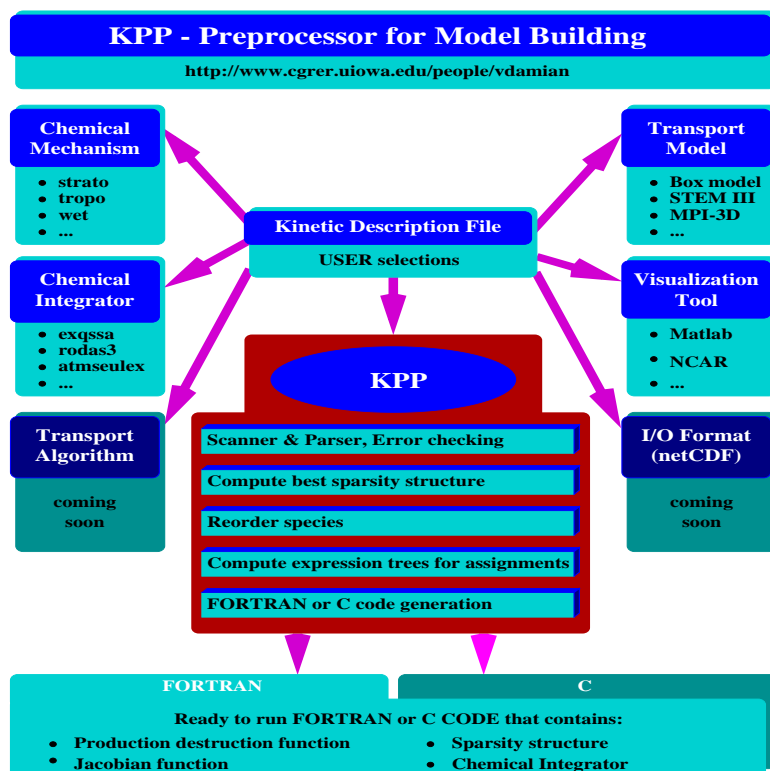 KPP - Preprocessor for Model Building
http://www.cgrer.uiowa.edu/people/vdamian
Chemical
Mechanism
• strato
• tropo
• wet
• ...
Transport
Model
• Box model
• STEM III
• MPI-3D
• ...
Kinetic Description File
USER selections
Chemical
Integrator
• exqssa
• rodas3
• atmseulex
• ...
Visualization
Tool
• Matlab
• NCAR
• ...
KPP
Transport
Algorithm
coming
soon
I/O Format
(netCDF)
coming
soon
Scanner & Parser, Error checking
Compute best sparsity structure
Reorder species
Compute expression trees for assignments
FORTRAN or C code generation
FORTRAN
C
Ready to run FORTRAN or C CODE that contains:
• Production destruction function
• Jacobian function
• Sparsity structure
• Chemical Integrator